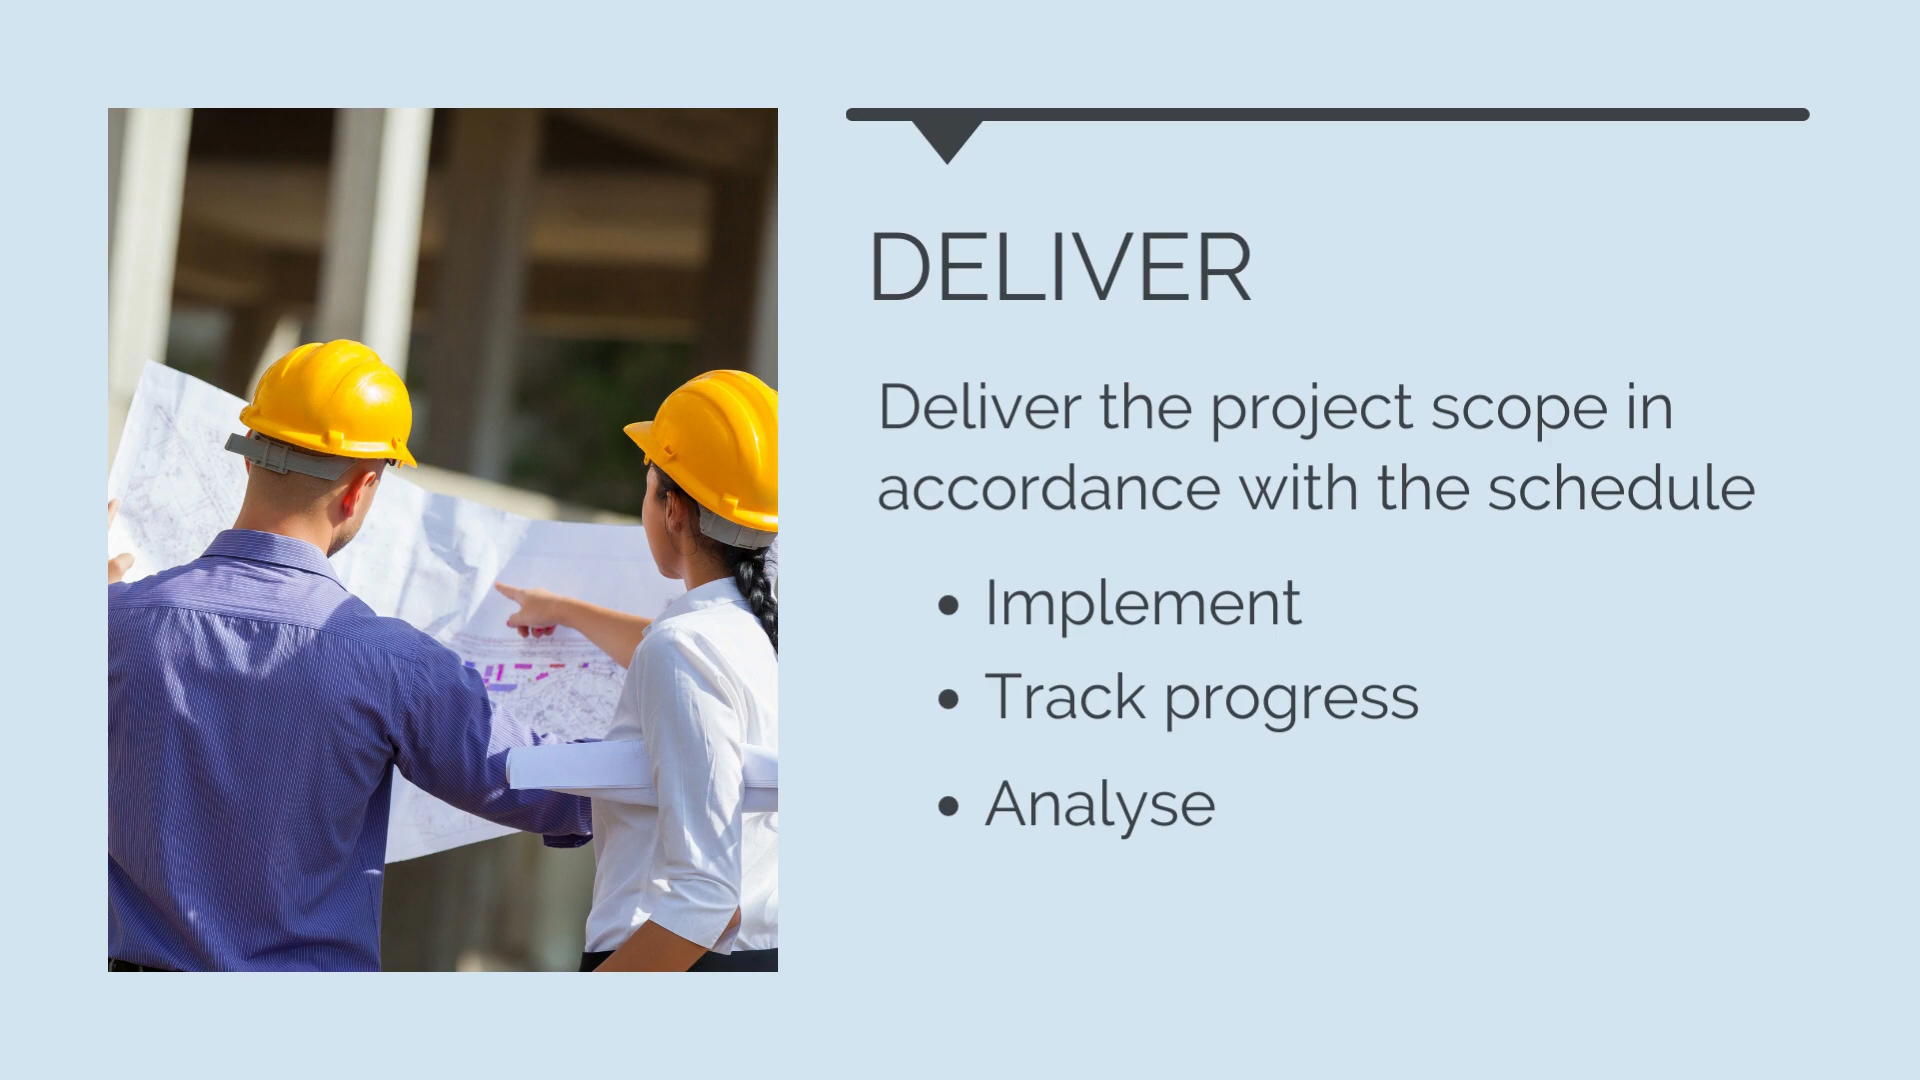 DELIVER
Deliver the project scope in
accordance with the schedule
• Implement
• Track progress
• Analyse